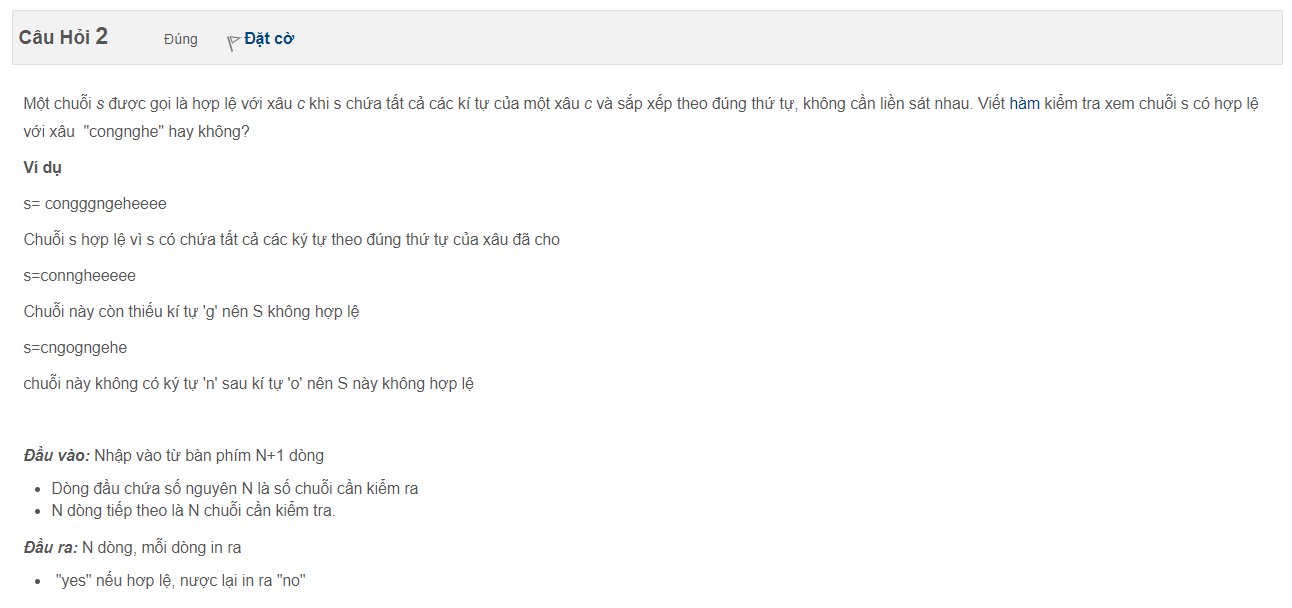 Câu Hỏi 2 Đúng Đặt cờ
Một chuỗi s được gọi là hợp lệ với xâu c khi s chứa tất cả các kí tự của một xâu c và sắp xếp theo đúng thứ tự, không cần liền sát nhau. Viết hàm kiểm tra xem chuỗi s có hợp lệ
với xâu "congnghe" hay không?
Ví dụ
s= congggngeheeee
Chuỗi s hợp lệ vì s có chứa tất cả các ký tự theo đúng thứ tự của xâu đã cho
s=conngheeeee
Chuỗi này còn thiếu kí tự 'g' nên S không hợp lệ
s=cngogngehe
chuỗi này không có ký tự 'n' sau kí tự 'o' nên S này không hợp lệ
Đầu vào: Nhập vào từ bàn phím N+1 dòng
• Dòng đầu chứa số nguyên N là số chuỗi cần kiểm ra
• N dòng tiếp theo là N chuỗi cần kiểm tra.
Đầu ra: N dòng, mỗi dòng in ra
• "yes" nếu hơp lệ, nược lại in ra "no"